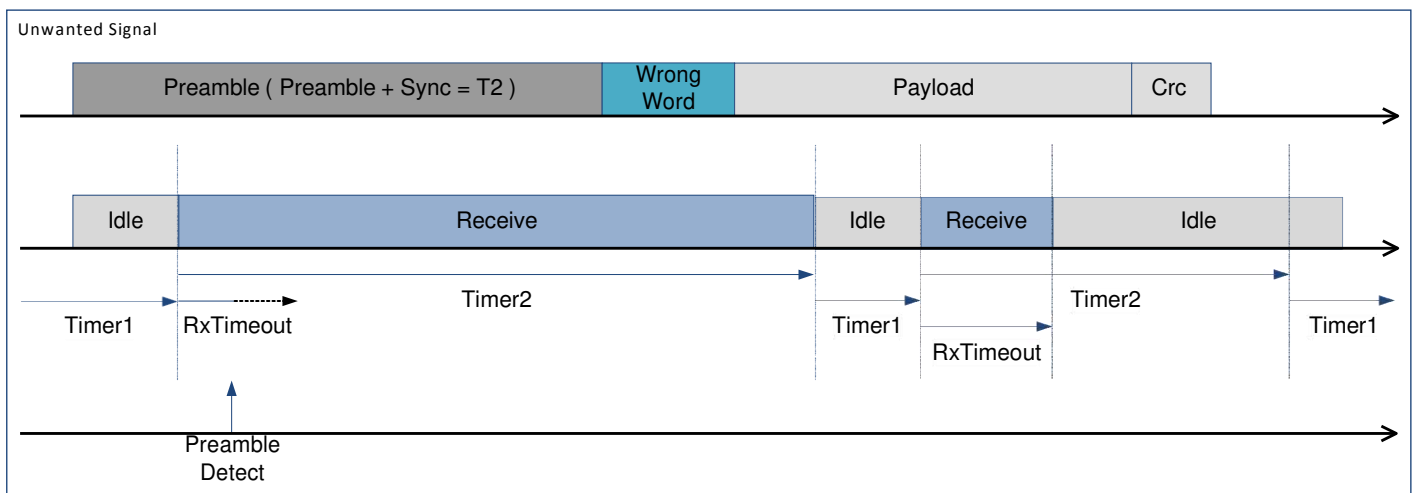 Unwanted Signal
Preamble ( Preamble + Sync = T2 )
Wrong
Word
Payload
Crc
Idle
Receive
Idle
Receive
Idle
Timer1
RxTimeout
Timer2
Timer1
RxTimeout
Timer2
Timer1
Preamble
Detect